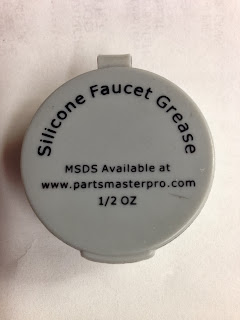 Silicone Faucet Grease
MSDS Available at
www.partsmasterpro.com
1/2 OZ